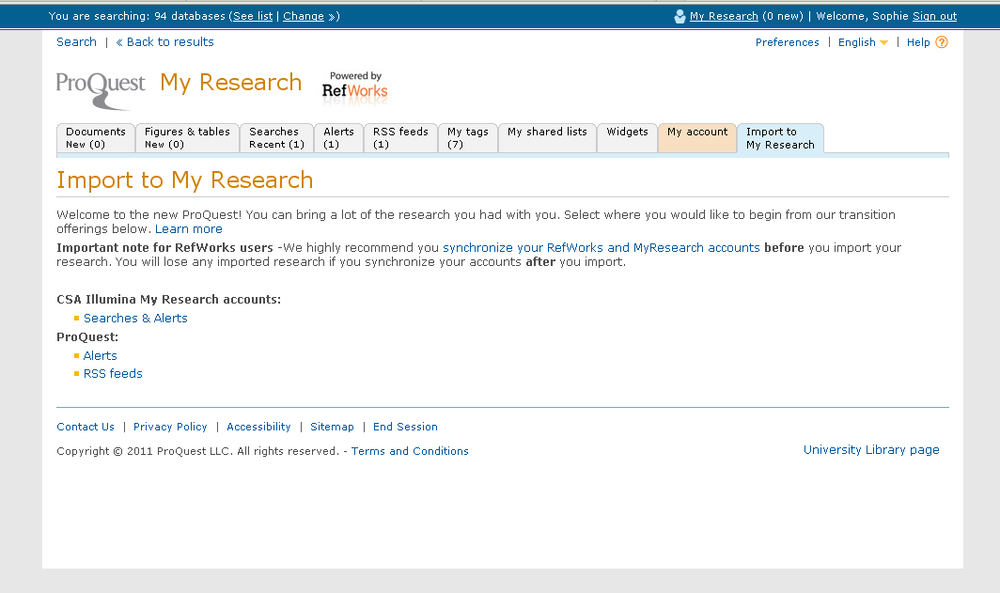 You are searching: 94 databases (See list | Change »)
My Research (0 new) | Welcome, Sophie Sign out
Search | « Back to results
Preferences | English | Help ?
ProQuest My Research Powered by
RefWorks
Documents
New (0)
Figures & tables
New (0)
Searches
Recent (1)
Alerts
(1)
RSS feeds
(1)
My tags
(7)
My shared lists
Widgets
My account
Import to
My Research
Import to My Research
Welcome to the new ProQuest! You can bring a lot of the research you had with you. Select where you would like to begin from our transition
offerings below. Learn more
Important note for RefWorks users -We highly recommend you synchronize your RefWorks and MyResearch accounts before you import your
research. You will lose any imported research if you synchronize your accounts after you import.
CSA Illumina My Research accounts:
Searches & Alerts
ProQuest:
Alerts
RSS feeds
Contact Us | Privacy Policy | Accessibility | Sitemap | End Session
Copyright © 2011 ProQuest LLC. All rights reserved. - Terms and Conditions
University Library page